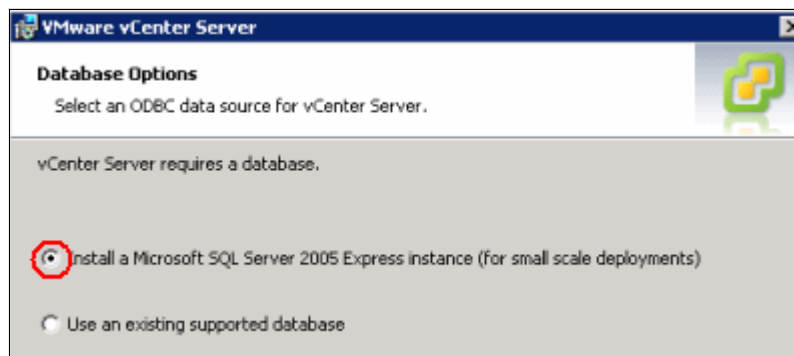 VMware vCenter Server
Database Options
Select an ODBC data source for vCenter Server.
vCenter Server requires a database.
Install a Microsoft SQL Server 2005 Express instance (for small scale deployments)
Use an existing supported database